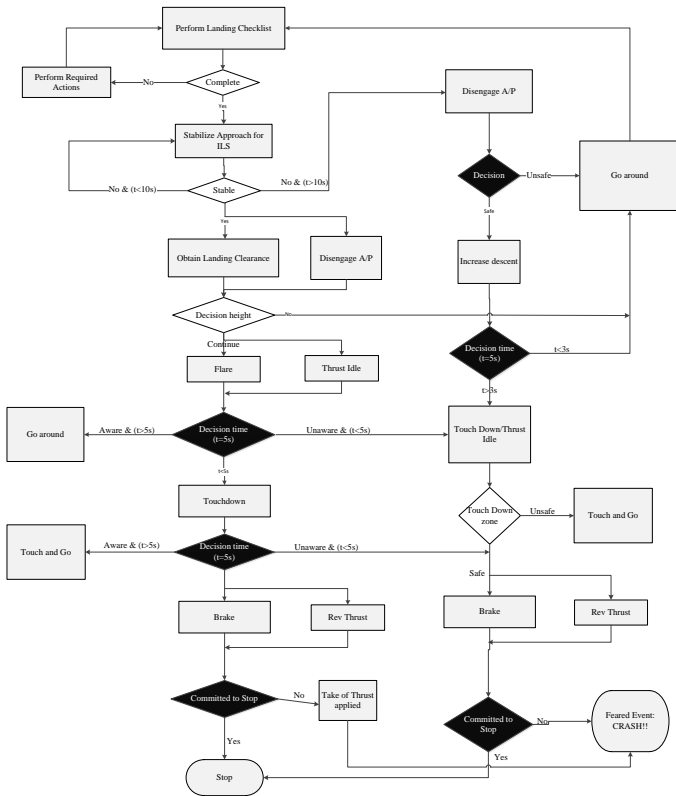 Perform Landing Checklist
Perform Required
Actions
No
Complete
Disengage A/P
Yes
Stabilize Approach for
ILS
Decision
Unsafe
Go around
No & (t<10s)
Stable
No & (t>10s)
Safe
Yes
Obtain Landing Clearance
Disengage A/P
Increase descent
Decision height
No
Continue
Decision time
(t=5s)
t<3s
Flare
Thrust Idle
t>3s
Go around
Aware & (t>5s)
Decision time
(t=5s)
Unaware & (t<5s)
Touch Down/Thrust
Idle
t<5s
Touchdown
Touch Down
zone
Unsafe
Touch and Go
Touch and Go
Aware & (t>5s)
Decision time
(t=5s)
Unaware & (t<5s)
Safe
Brake
Rev Thrust
Brake
Rev Thrust
Committed to Stop
No
Take of Thrust
applied
Committed to
Stop
No
Feared Event:
CRASH!!
Yes
Yes
Stop